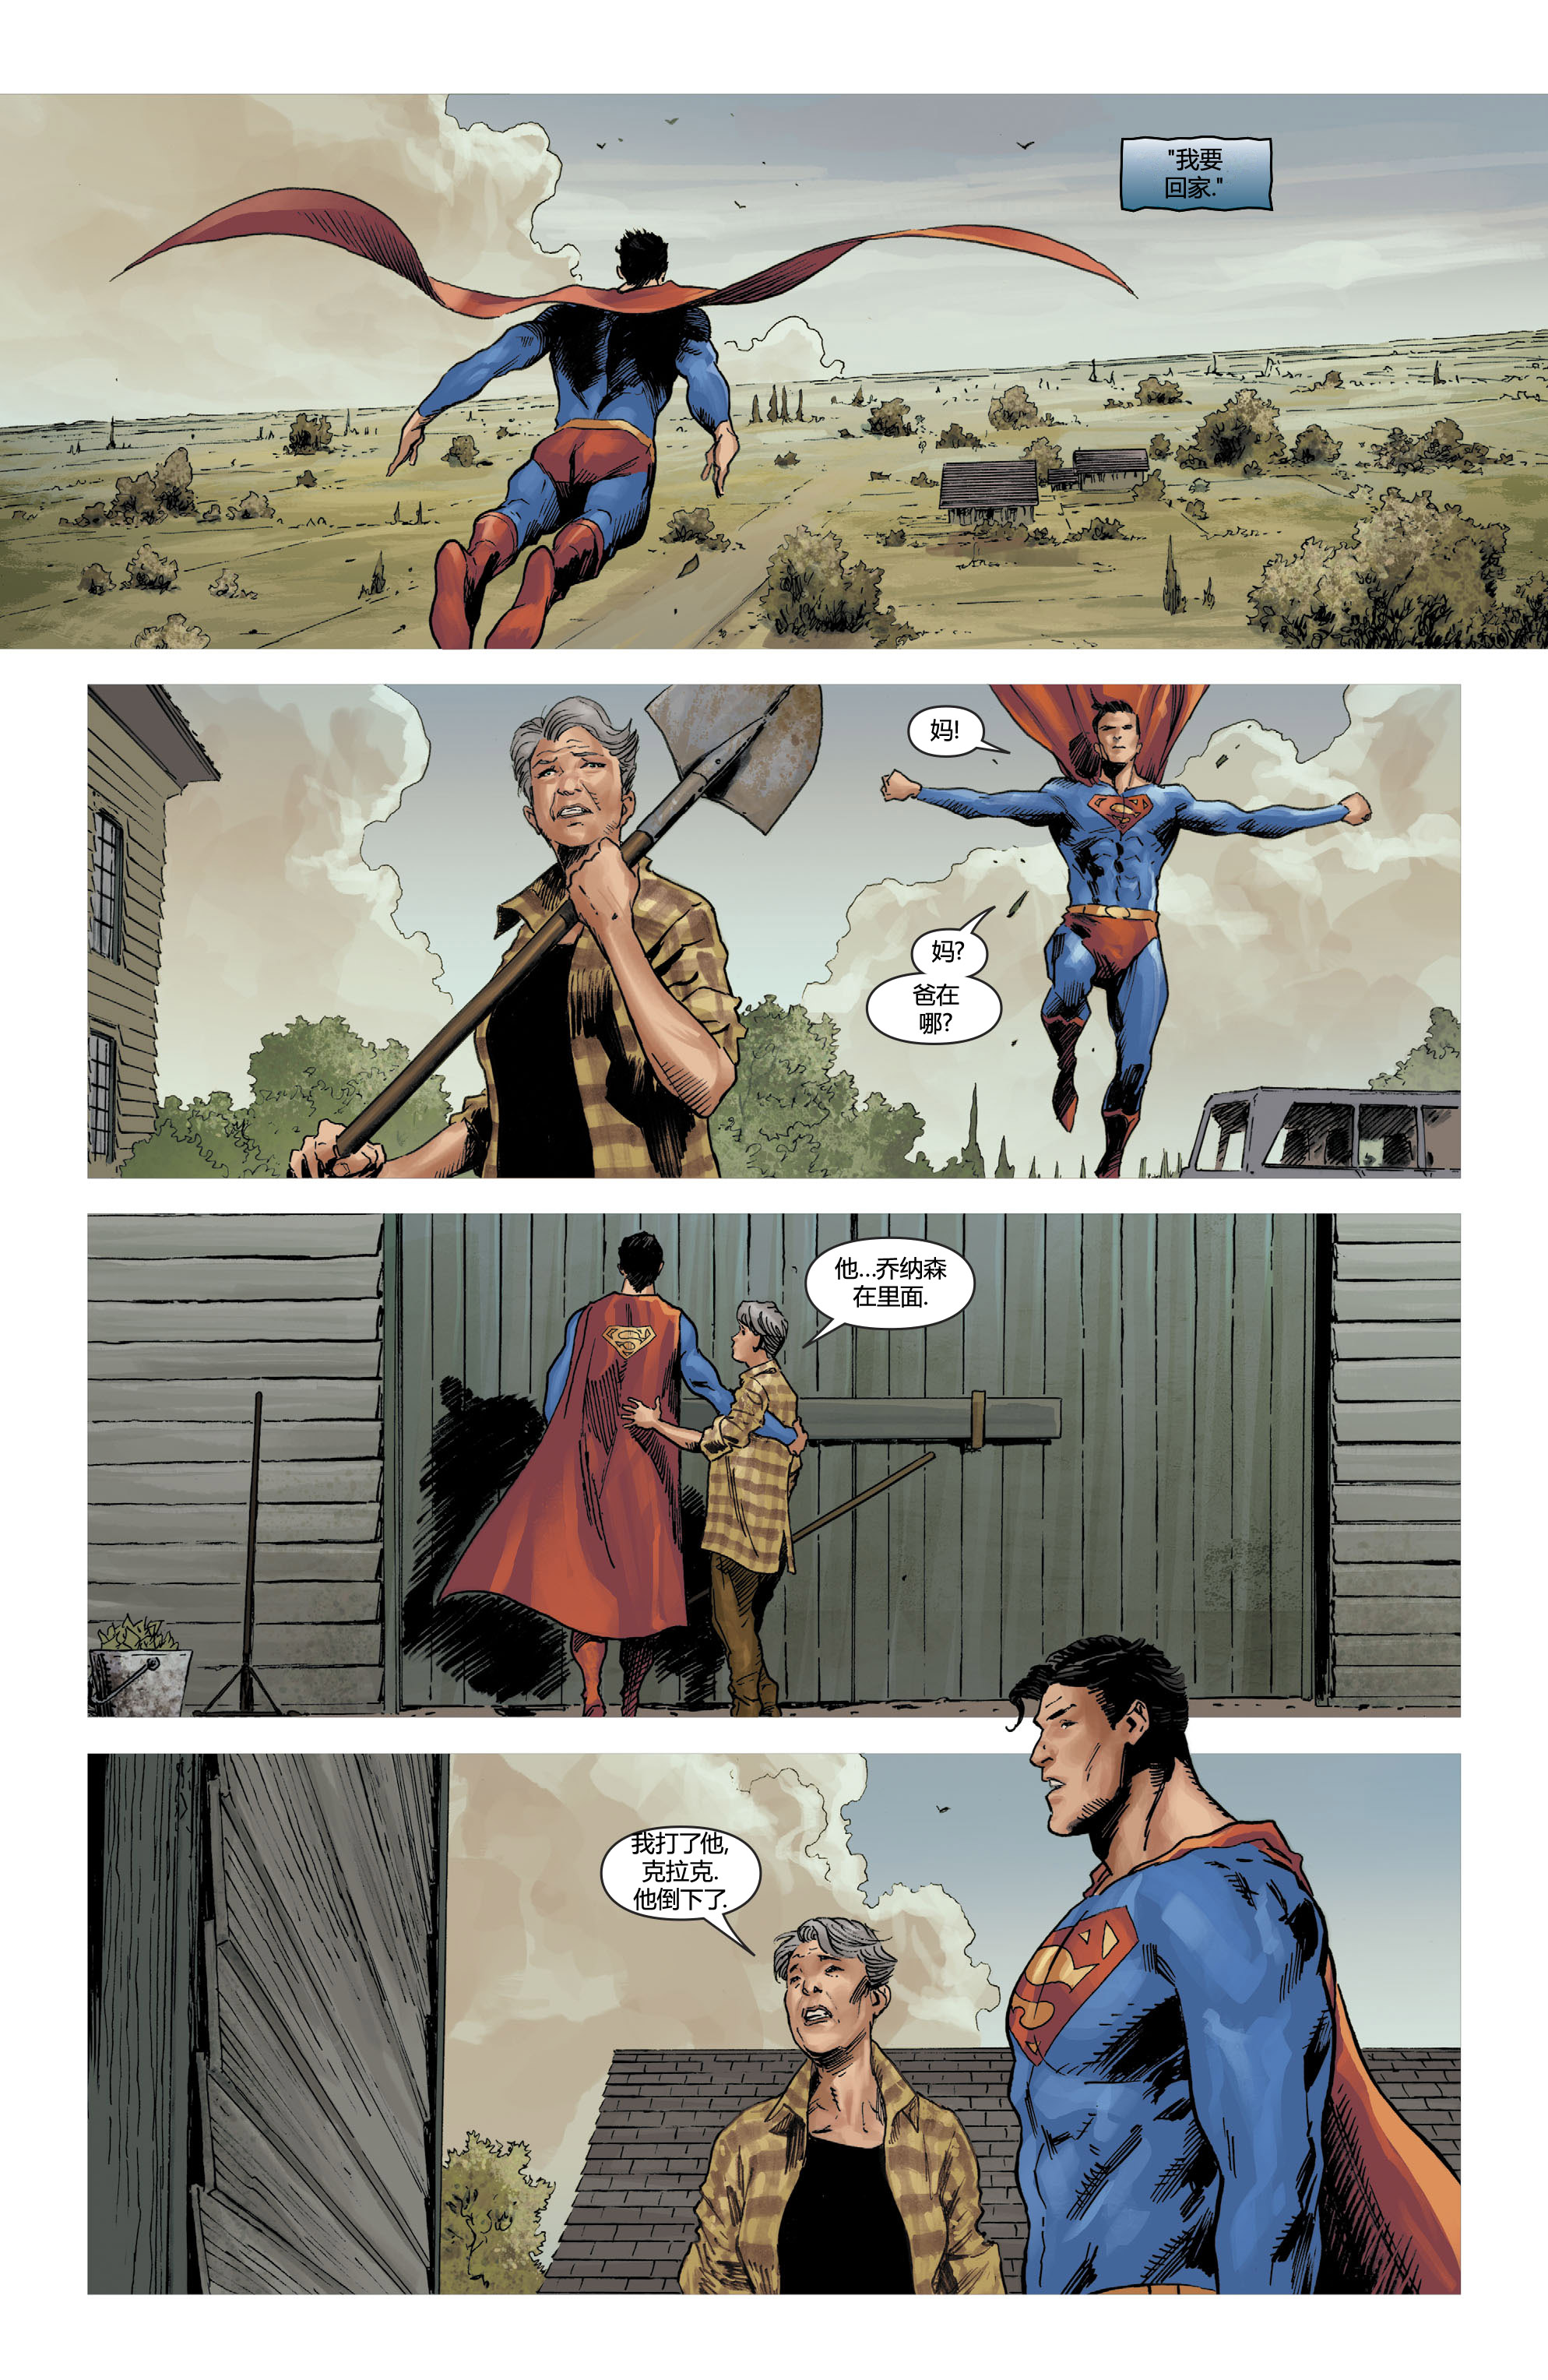 "我要
回家."
妈!
妈?
爸在
哪?
他...乔纳森
在里面.
我打了他,
克拉克.
他倒下了.